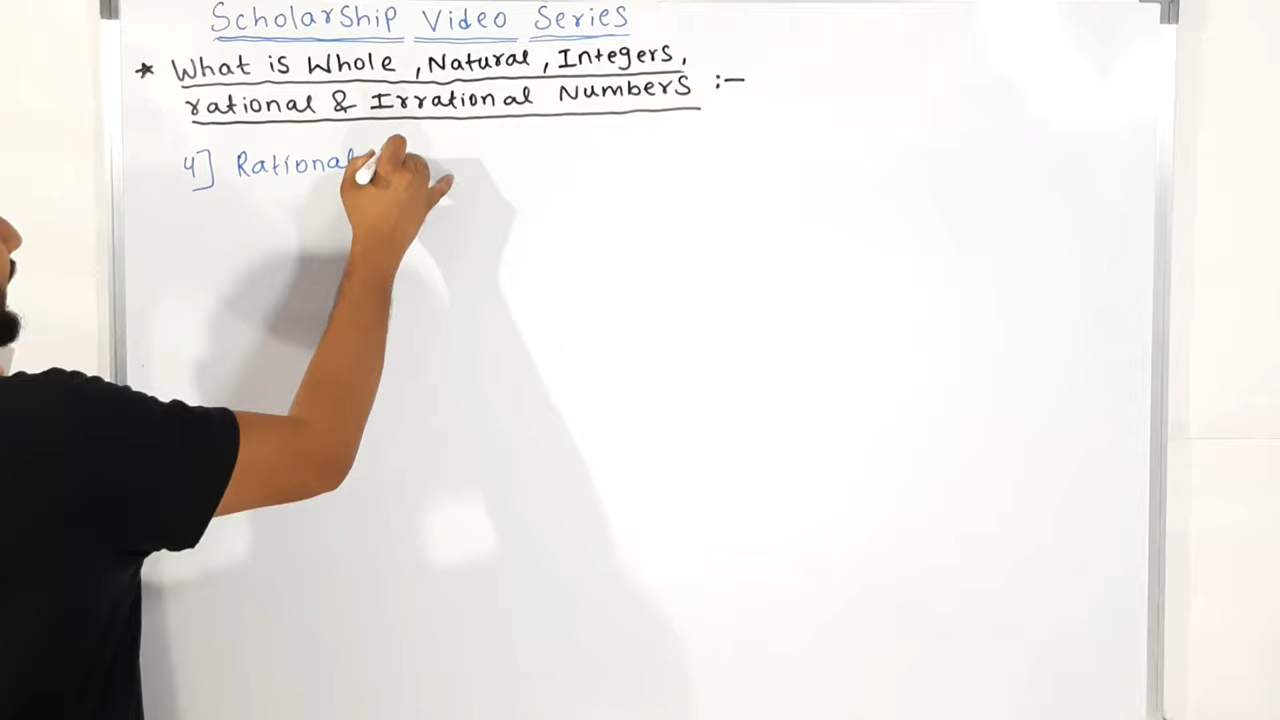 Scholarship Video Series
* What is Whole, Natural, Integers,
rational & Irrational Numbers :-
4] Rational